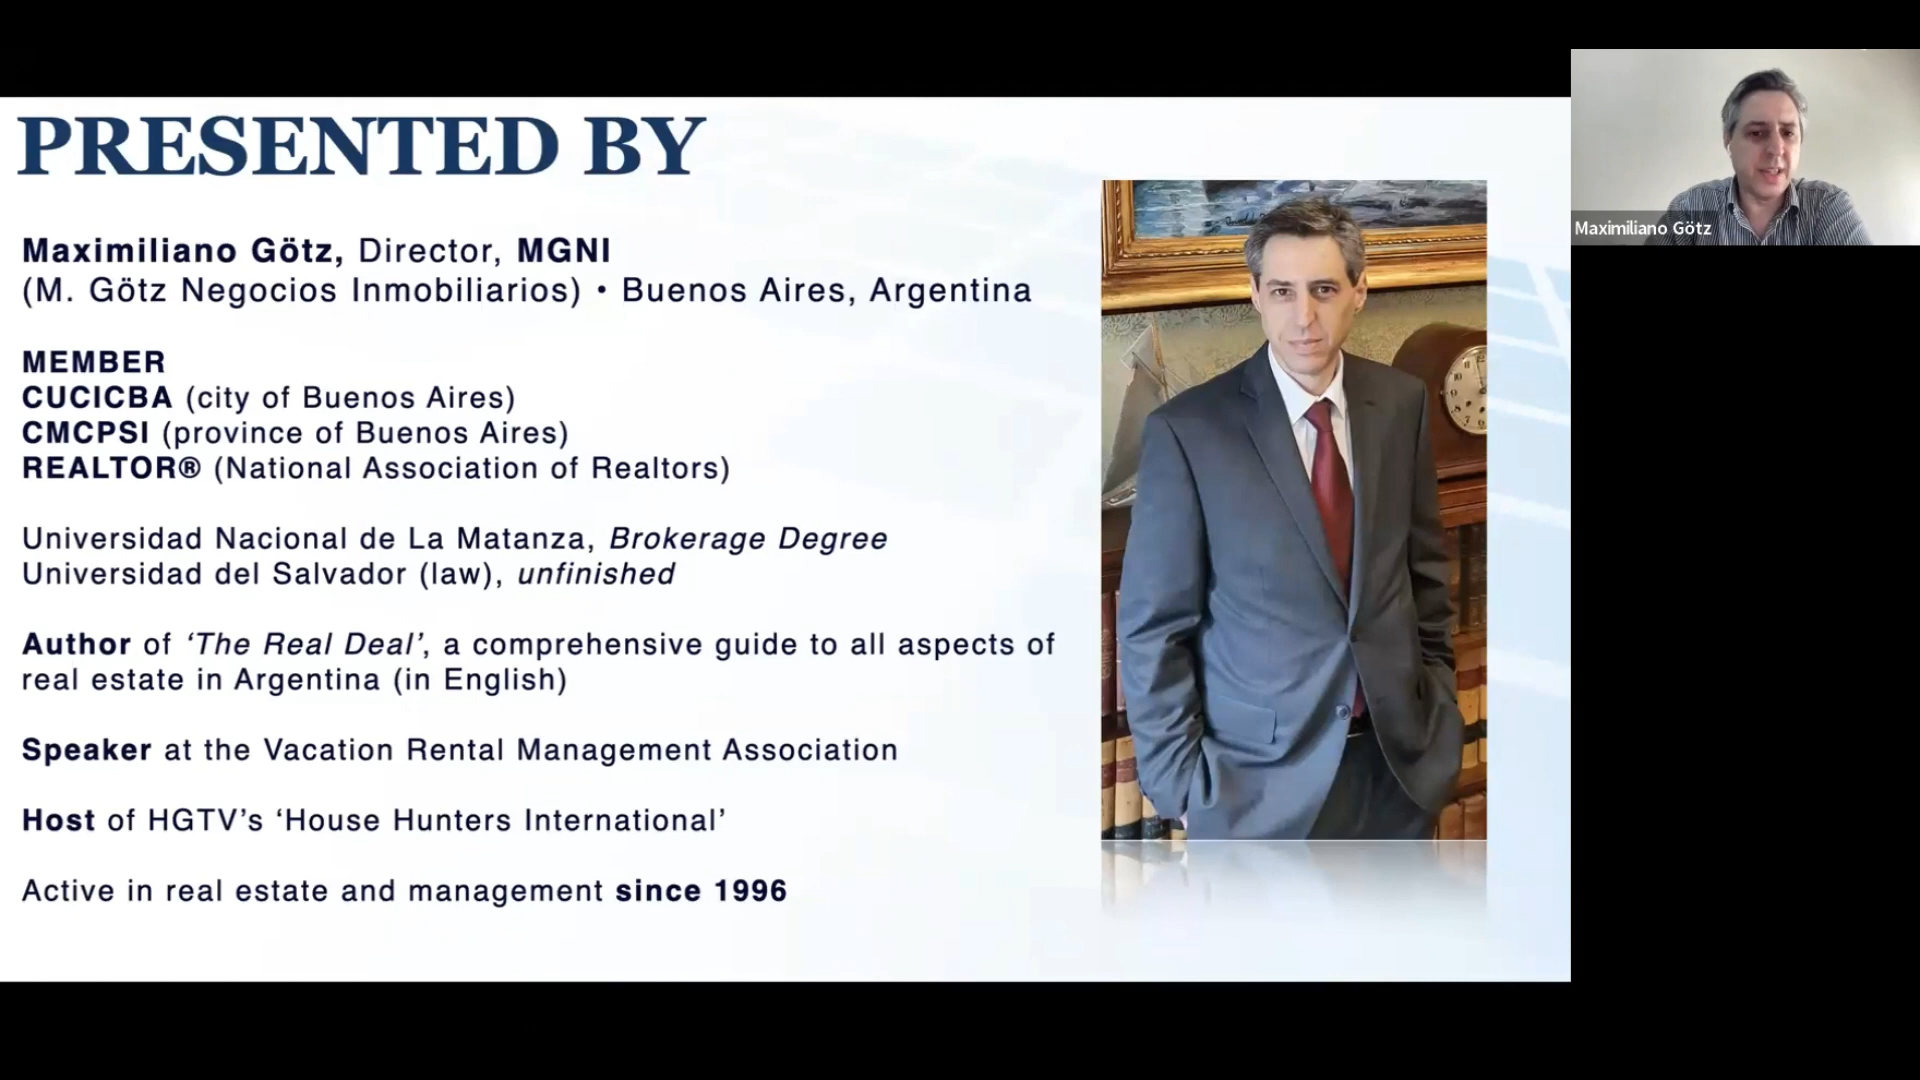 PRESENTED BY
Maximiliano Götz, Director, MGNI
(M. Götz Negocios Inmobiliarios) • Buenos Aires, Argentina
MEMBER
CUCICBA (city of Buenos Aires)
CMCPSI (province of Buenos Aires)
REALTOR® (National Association of Realtors)
Universidad Nacional de La Matanza, Brokerage Degree
Universidad del Salvador (law), unfinished
Author of ‘The Real Deal’, a comprehensive guide to all aspects of
real estate in Argentina (in English)
Speaker at the Vacation Rental Management Association
Host of HGTV’s ‘House Hunters International’
Active in real estate and management since 1996
Maximiliano Götz